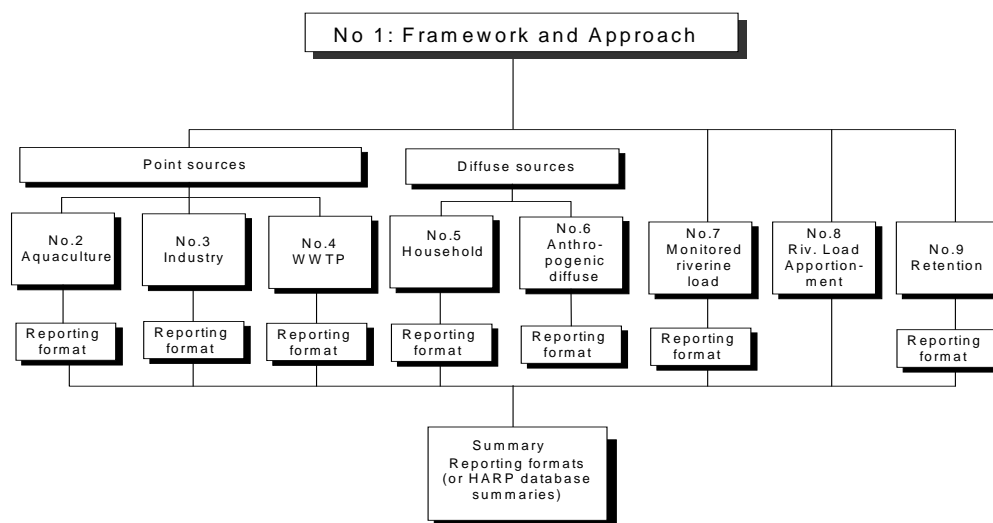 No 1: Framework and Approach
Point sources
Diffuse sources
No.2
Aquaculture
No.3
Industry
No.4
WWTP
No.5
Household
No.6
Anthro-
pogenic
diffuse
No.7
Monitored
riverine
load
No.8
Riv. Load
Apportion-
ment
No.9
Retention
Reporting
format
Reporting
format
Reporting
format
Reporting
format
Reporting
format
Reporting
format
Reporting
format
Summary
Reporting formats
(or HARP database
summaries)